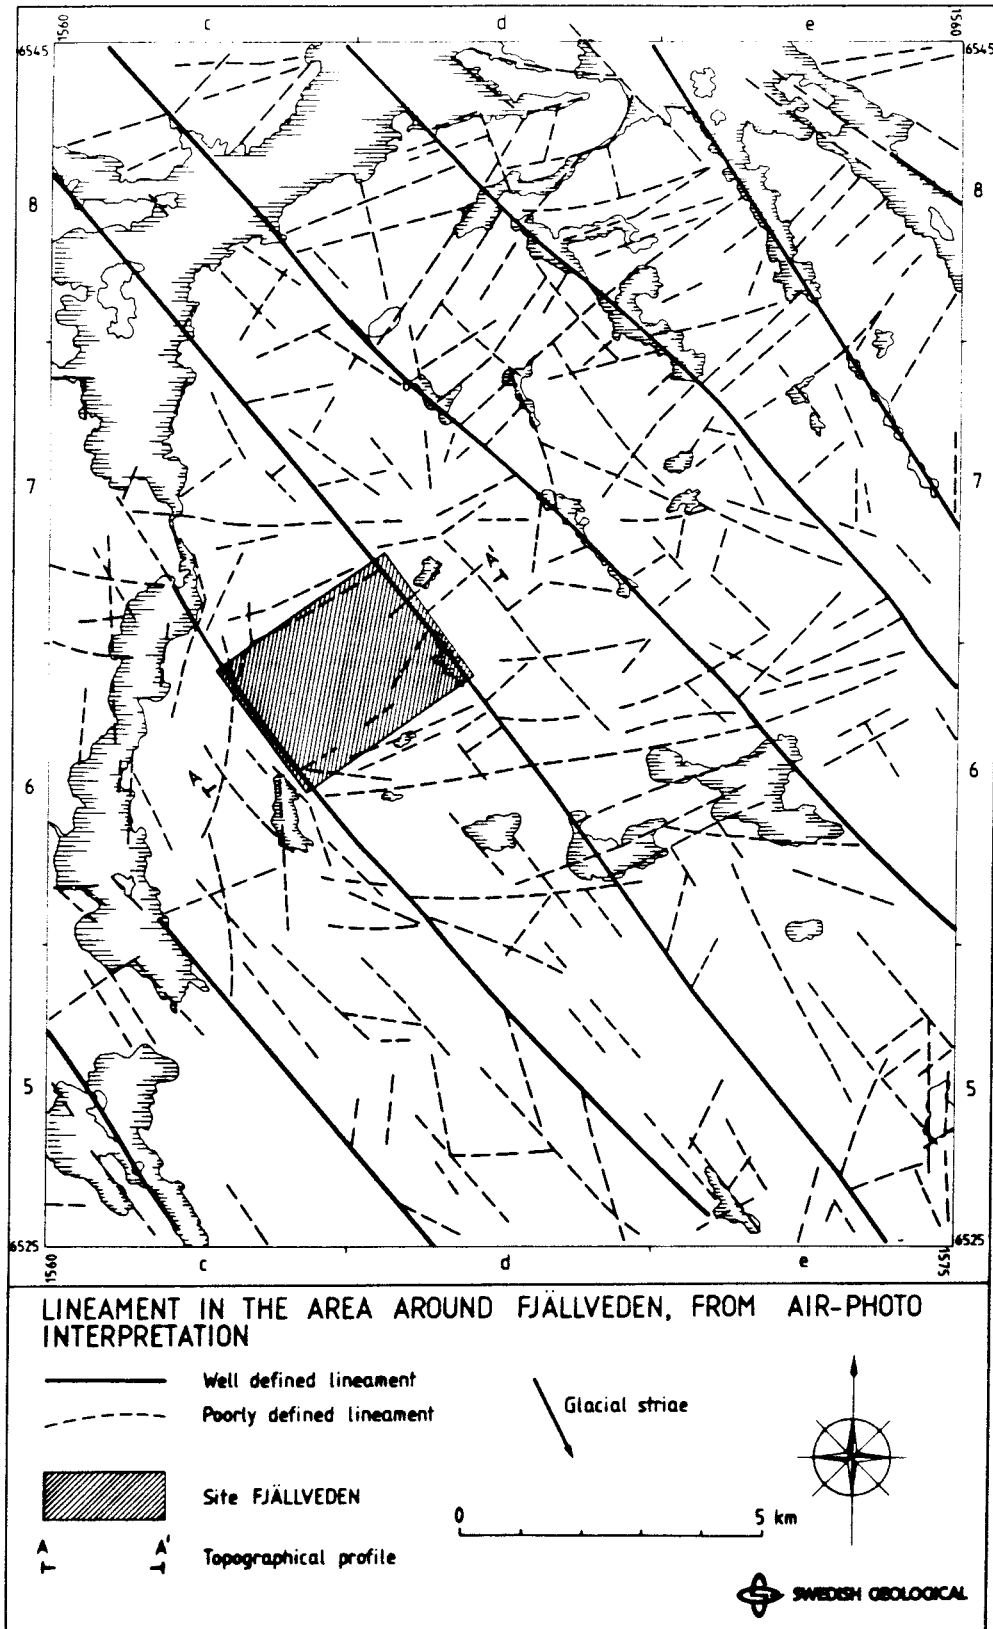 1560 c d e 1560
6545 6545
8 8
7 7
A'
6 6
A
5 5
6525 6525
1560 c d e 1575
LINEAMENT IN THE AREA AROUND FJÄLLVEDEN, FROM AIR-PHOTO
INTERPRETATION
Well defined lineament
Poorly defined lineament
Glacial striae
Site FJÄLLVEDEN
0 5 km
A A'
Topographical profile
SWEDISH GEOLOGICAL